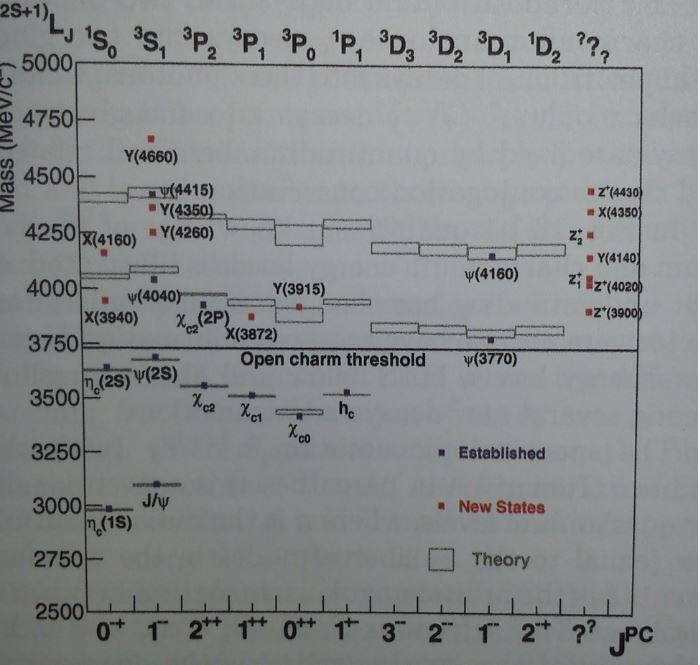 2S+1)LJ ¹S₀ ³S₁ ³P₂ ³P₁ ³P₀ ¹P₁ ³D₃ ³D₂ ³D₁ ¹D₂ ???
Mass (MeV/c²)
5000
4750
Y(4660)
4500
ψ(4415) Z⁺(4430)
Y(4350) X(4350)
4250 Y(4260)
X(4160) Z₂⁺
ψ(4160) Y(4140)
4000 ψ(4040) Y(3915) Z₁⁺ Z⁺(4020)
X(3940) χc2(2P) X(3872) Z⁺(3900)
3750
Open charm threshold ψ(3770)
ηc(2S) ψ(2S)
3500 χc2 χc1 χc0 hc
3250 Established
3000 J/ψ New States
ηc(1S)
2750 Theory
2500
0⁻⁺ 1⁻⁻ 2⁺⁺ 1⁺⁺ 0⁺⁺ 1⁺⁻ 3⁻⁻ 2⁻⁻ 1⁻⁻ 2⁻⁺ ?? JPC